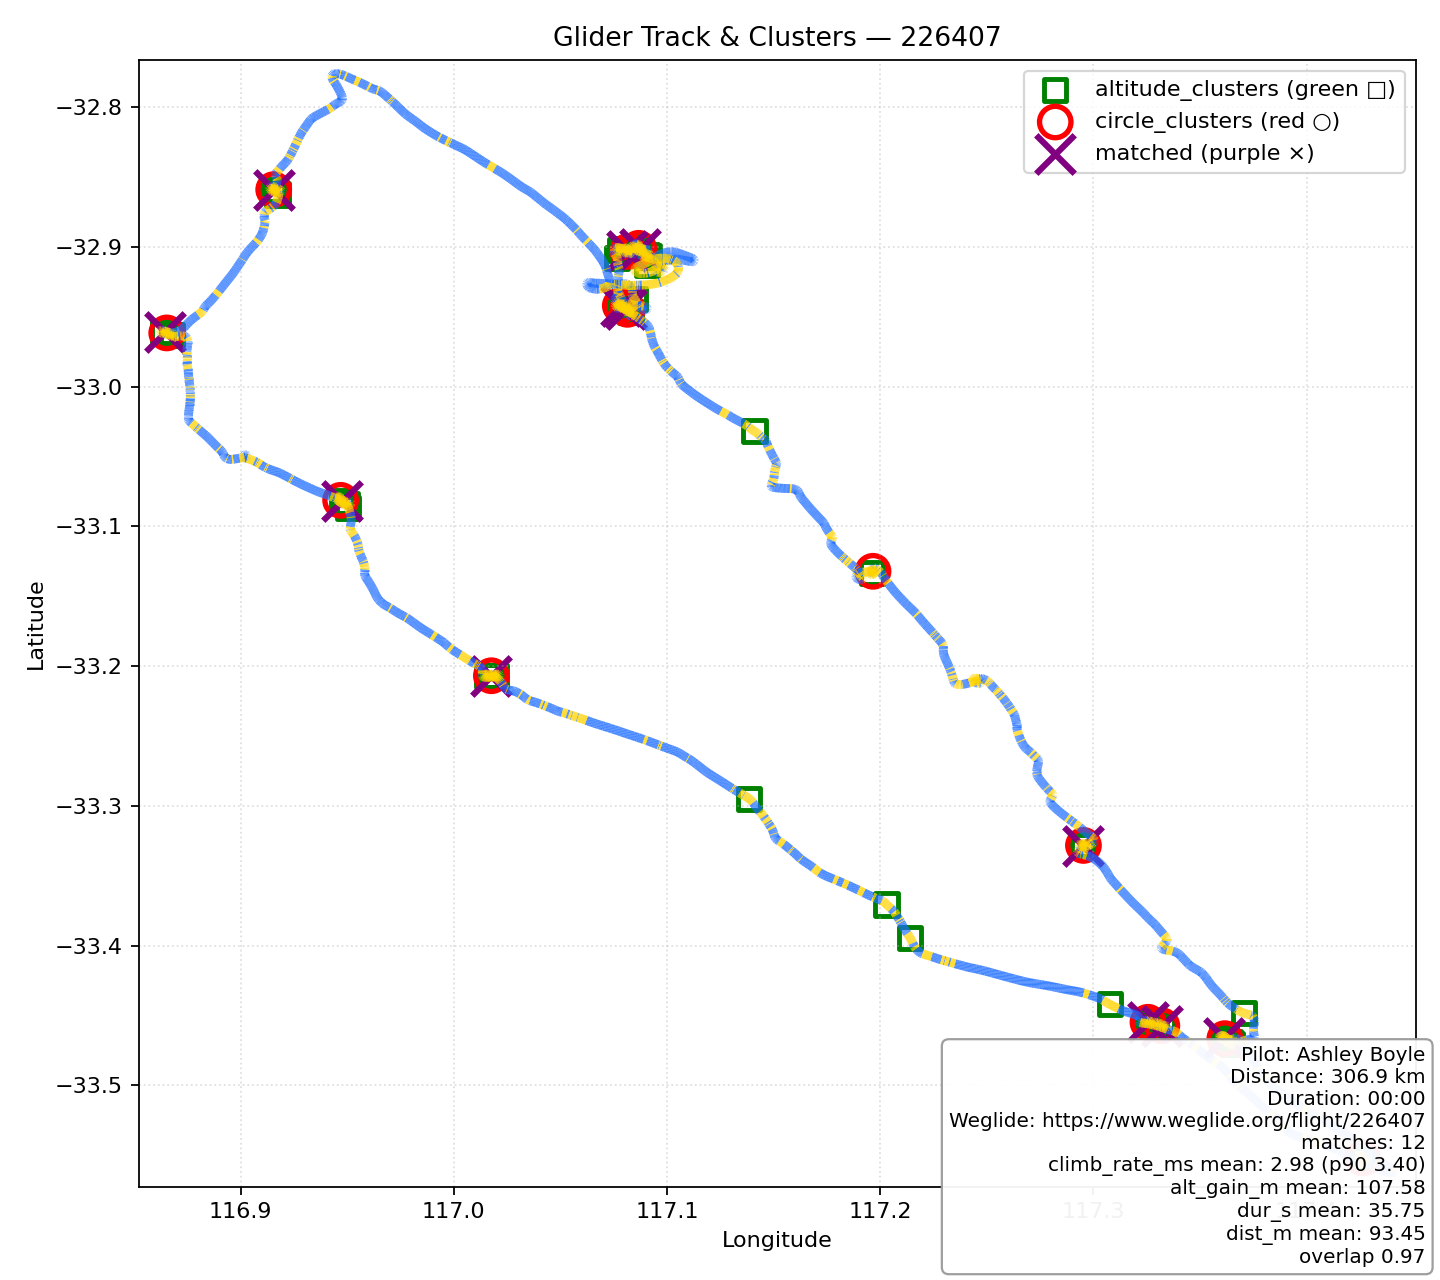 Glider Track & Clusters — 226407
altitude_clusters (green □)
circle_clusters (red ○)
matched (purple ×)
Latitude
−32.8
−32.9
−33.0
−33.1
−33.2
−33.3
−33.4
−33.5
116.9
117.0
117.1
117.2
117.3
Longitude
Pilot: Ashley Boyle
Distance: 306.9 km
Duration: 00:00
Weglide: https://www.weglide.org/flight/226407
matches: 12
climb_rate_ms mean: 2.98 (p90 3.40)
alt_gain_m mean: 107.58
dur_s mean: 35.75
dist_m mean: 93.45
overlap 0.97